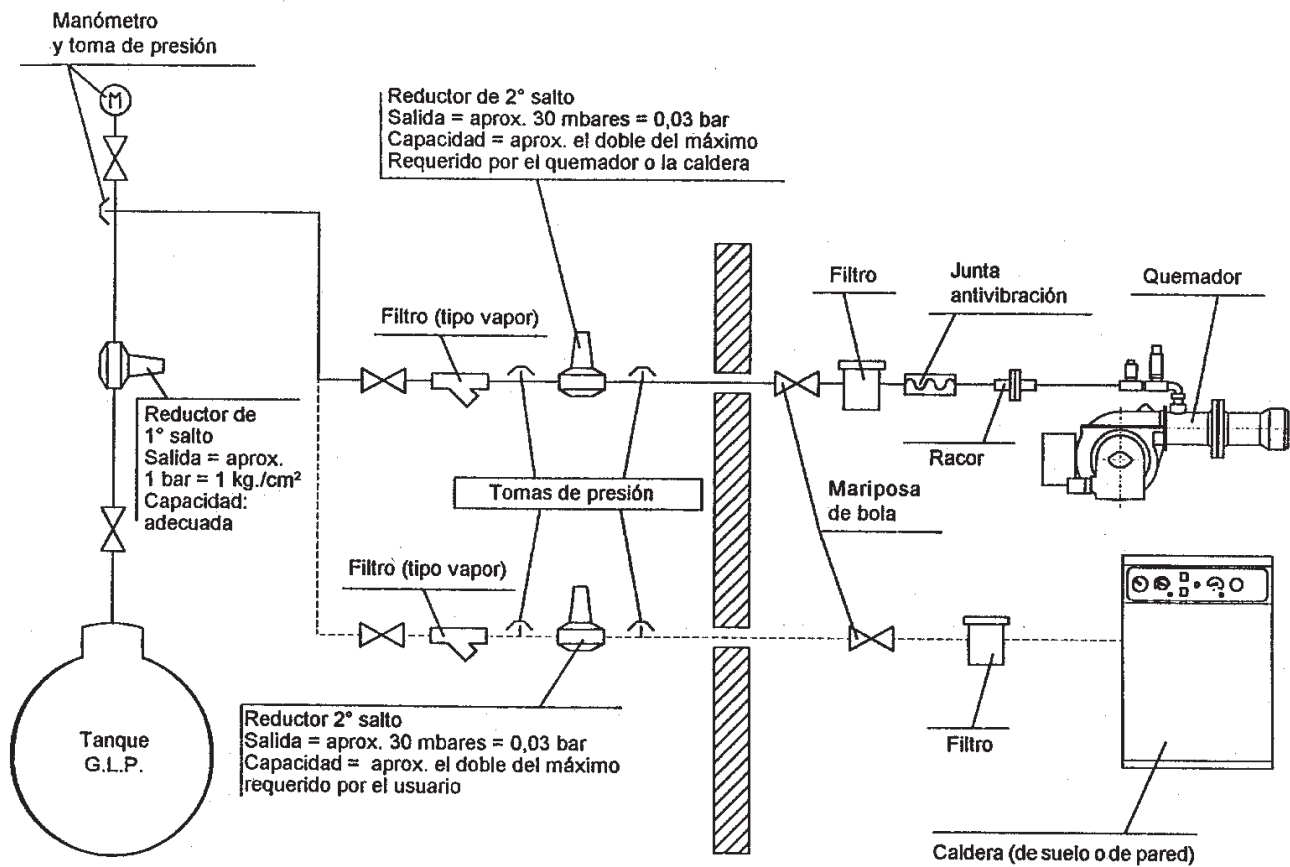 Manómetro
y toma de presión
M
Reductor de 2° salto
Salida = aprox. 30 mbares = 0,03 bar
Capacidad = aprox. el doble del máximo
Requerido por el quemador o la caldera
Filtro
Junta
antivibración
Quemador
Filtro (tipo vapor)
Reductor de
1° salto
Salida = aprox.
1 bar = 1 kg./cm²
Capacidad:
adecuada
Racor
Tomas de presión
Mariposa
de bola
Filtro (tipo vapor)
Reductor 2° salto
Salida = aprox. 30 mbares = 0,03 bar
Capacidad = aprox. el doble del máximo
requerido por el usuario
Tanque
G.L.P.
Filtro
Caldera (de suelo o de pared)